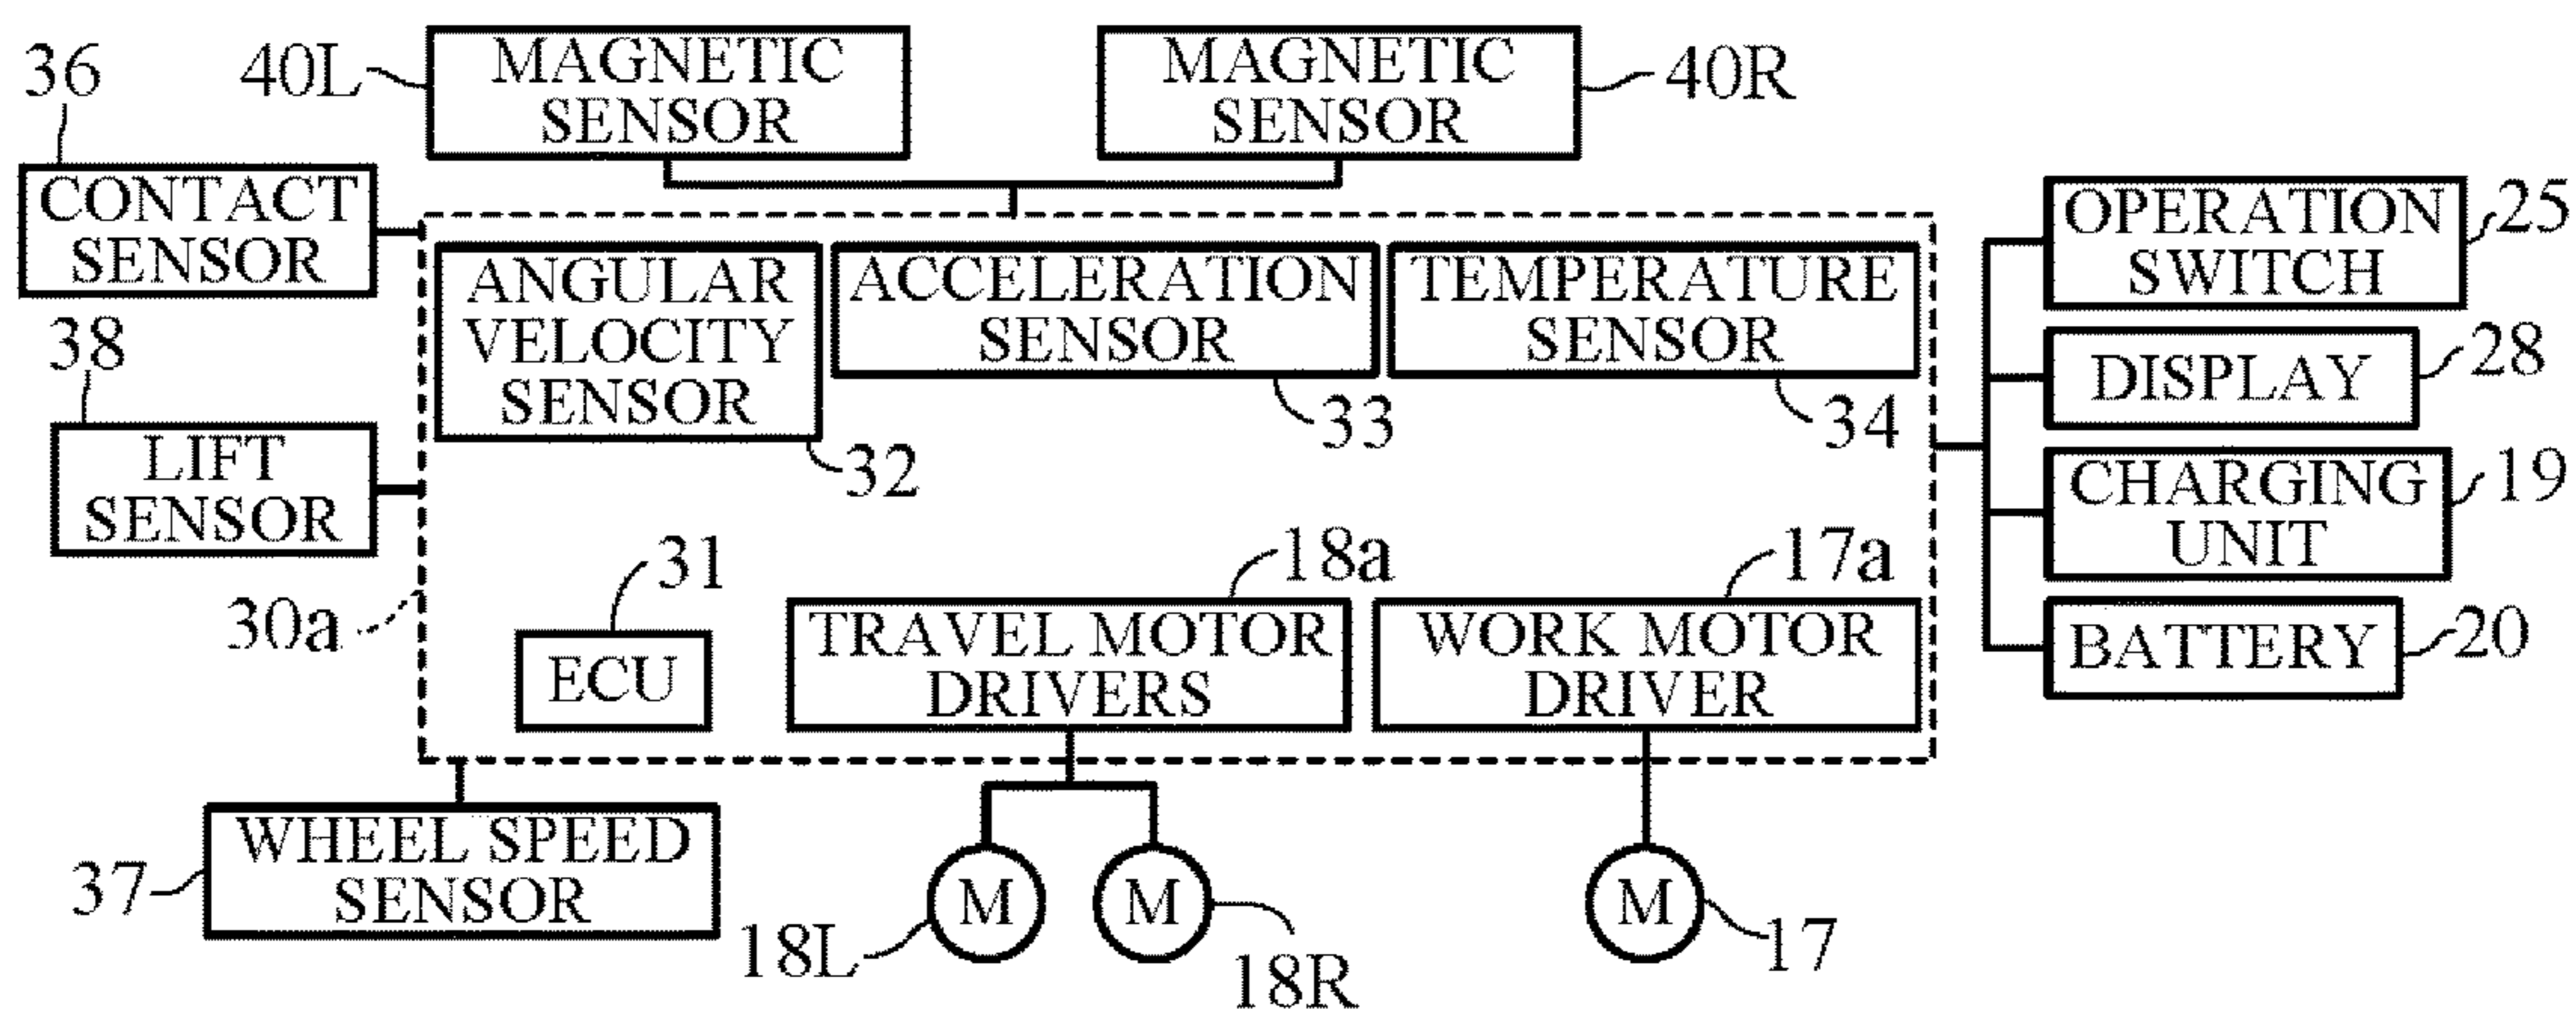 36
40L
MAGNETIC
SENSOR
MAGNETIC
SENSOR
40R
CONTACT
SENSOR
OPERATION
SWITCH
25
ANGULAR
VELOCITY
SENSOR
32
ACCELERATION
SENSOR
33
TEMPERATURE
SENSOR
34
38
LIFT
SENSOR
DISPLAY
28
CHARGING
UNIT
19
30a
31
ECU
18a
TRAVEL MOTOR
DRIVERS
17a
WORK MOTOR
DRIVER
BATTERY
20
37
WHEEL SPEED
SENSOR
M
18L
M
18R
M
17